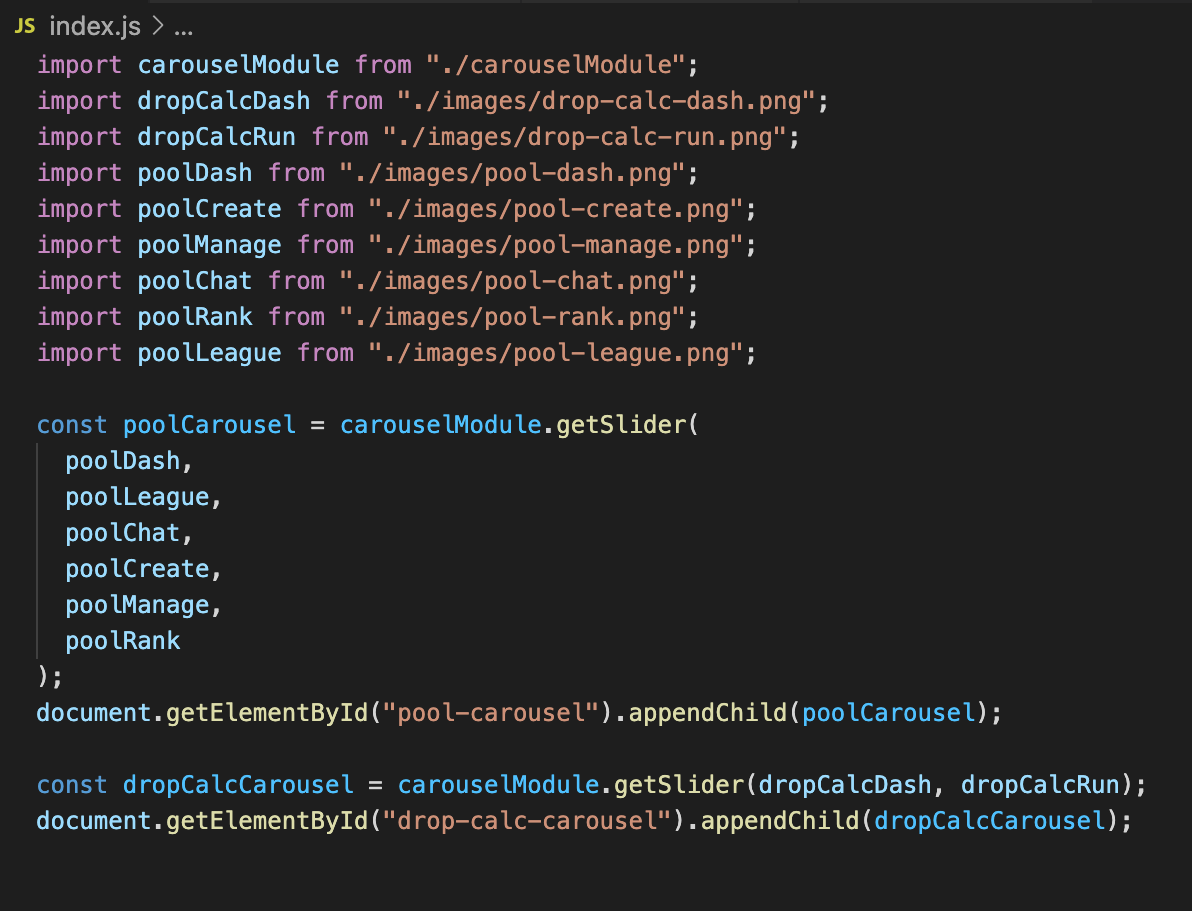 JS index.js > ...
import carouselModule from "./carouselModule";
import dropCalcDash from "./images/drop-calc-dash.png";
import dropCalcRun from "./images/drop-calc-run.png";
import poolDash from "./images/pool-dash.png";
import poolCreate from "./images/pool-create.png";
import poolManage from "./images/pool-manage.png";
import poolChat from "./images/pool-chat.png";
import poolRank from "./images/pool-rank.png";
import poolLeague from "./images/pool-league.png";

const poolCarousel = carouselModule.getSlider(
  poolDash,
  poolLeague,
  poolChat,
  poolCreate,
  poolManage,
  poolRank
);
document.getElementById("pool-carousel").appendChild(poolCarousel);

const dropCalcCarousel = carouselModule.getSlider(dropCalcDash, dropCalcRun);
document.getElementById("drop-calc-carousel").appendChild(dropCalcCarousel);